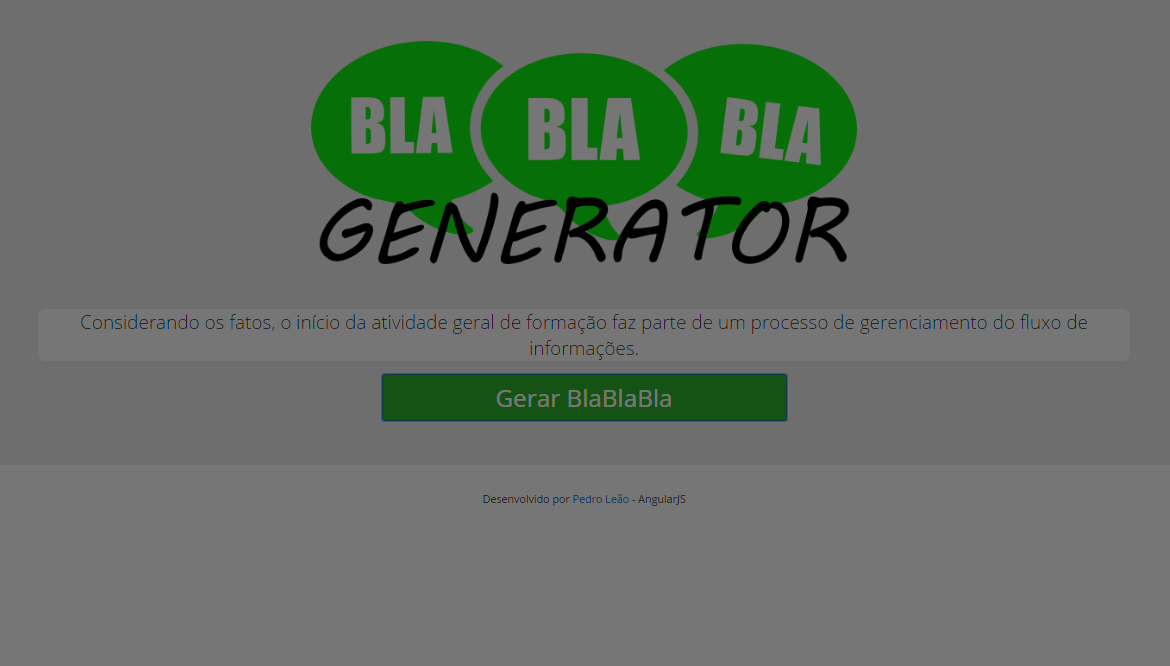 BLA BLA BLA
GENERATOR
Considerando os fatos, o início da atividade geral de formação faz parte de um processo de gerenciamento do fluxo de
informações.
Gerar BlaBlaBla
Desenvolvido por Pedro Leão - AngularJS